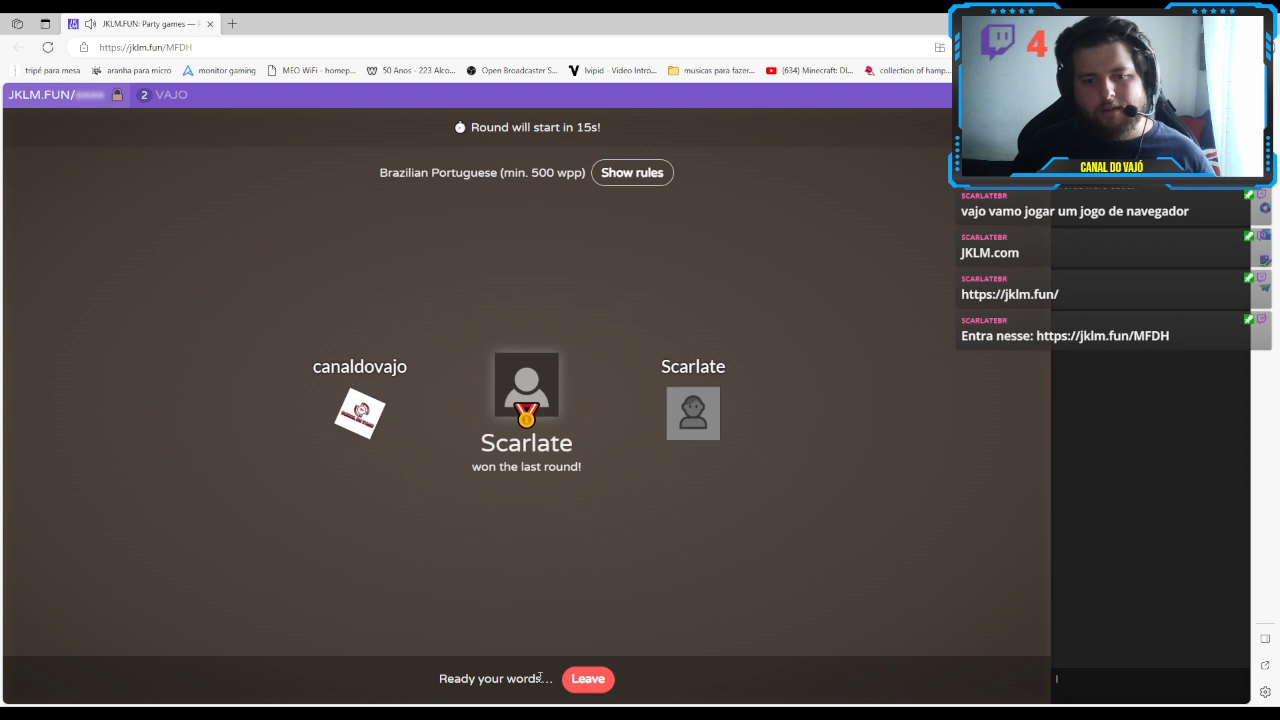 JKLM.FUN: Party games —
https://jklm.fun/MFDH
tripé para mesa
aranha para micro
monitor gaming
MEO WiFi - homep...
50 Anos - 223 Alco...
Open Broadcaster S...
Ivipid - Video Intro...
musicas para fazer...
(634) Minecraft: DI...
collection of hamp...
JKLM.FUN/
2 VAJO
Round will start in 15s!
Brazilian Portuguese (min. 500 wpp) Show rules
canaldovajo
Scarlate
won the last round!
Scarlate
Ready your words... Leave
4
CANAL DO VAJÓ
SCARLATEBR
vajo vamo jogar um jogo de navegador
SCARLATEBR
JKLM.com
SCARLATEBR
https://jklm.fun/
SCARLATEBR
Entra nesse: https://jklm.fun/MFDH